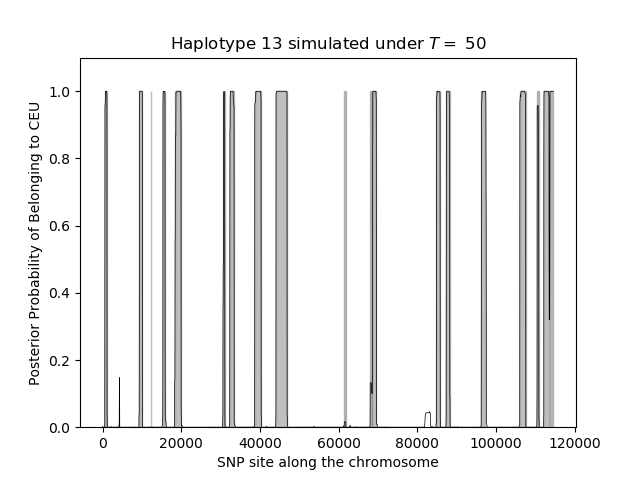 Haplotype 13 simulated under T = 50
Posterior Probability of Belonging to CEU
1.0
0.8
0.6
0.4
0.2
0.0
0 20000 40000 60000 80000 100000 120000
SNP site along the chromosome